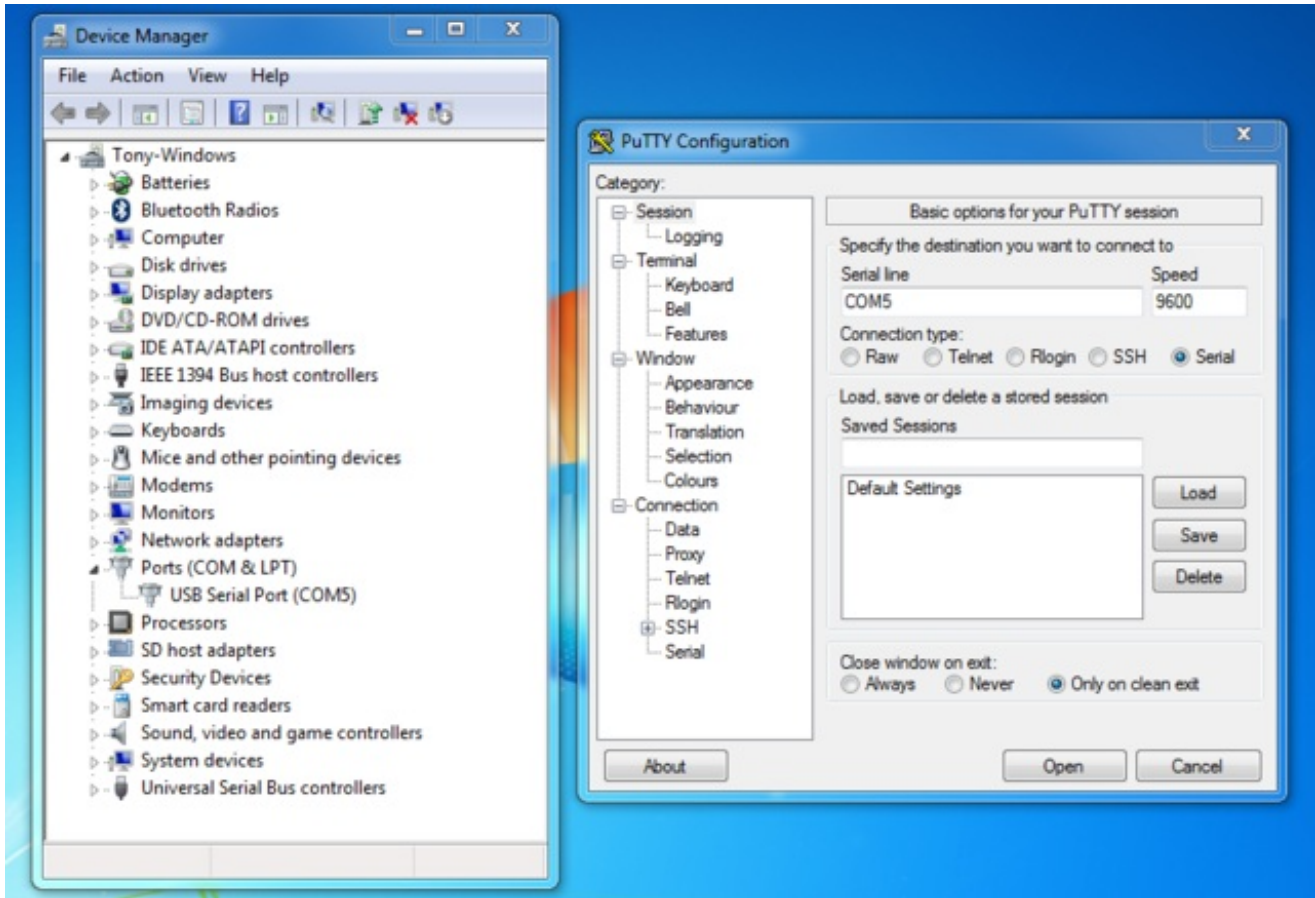 Device Manager
File Action View Help
Tony-Windows
Batteries
Bluetooth Radios
Computer
Disk drives
Display adapters
DVD/CD-ROM drives
IDE ATA/ATAPI controllers
IEEE 1394 Bus host controllers
Imaging devices
Keyboards
Mice and other pointing devices
Modems
Monitors
Network adapters
Ports (COM & LPT)
USB Serial Port (COM5)
Processors
SD host adapters
Security Devices
Smart card readers
Sound, video and game controllers
System devices
Universal Serial Bus controllers
PuTTY Configuration
Category:
Session
Logging
Terminal
Keyboard
Bell
Features
Window
Appearance
Behaviour
Translation
Selection
Colours
Connection
Data
Proxy
Telnet
Rlogin
SSH
Serial
Basic options for your PuTTY session
Specify the destination you want to connect to
Serial line Speed
COM5 9600
Connection type:
Raw Telnet Rlogin SSH Serial
Load, save or delete a stored session
Saved Sessions
Default Settings
Load
Save
Delete
Close window on exit:
Always Never Only on clean exit
About Open Cancel